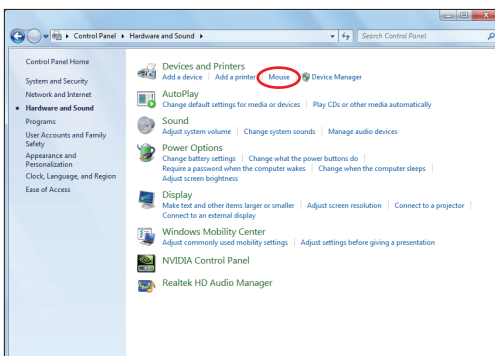 Control Panel ▸ Hardware and Sound ▸ Search Control Panel
Control Panel Home
System and Security
Network and Internet
Hardware and Sound
Programs
User Accounts and Family
Safety
Appearance and
Personalization
Clock, Language, and Region
Ease of Access
Devices and Printers
Add a device Add a printer Mouse Device Manager
AutoPlay
Change default settings for media or devices Play CDs or other media automatically
Sound
Adjust system volume Change system sounds Manage audio devices
Power Options
Change battery settings Change what the power buttons do
Require a password when the computer wakes Change when the computer sleeps
Adjust screen brightness
Display
Make text and other items larger or smaller Adjust screen resolution Connect to a projector
Connect to an external display
Windows Mobility Center
Adjust commonly used mobility settings Adjust settings before giving a presentation
NVIDIA Control Panel
Realtek HD Audio Manager